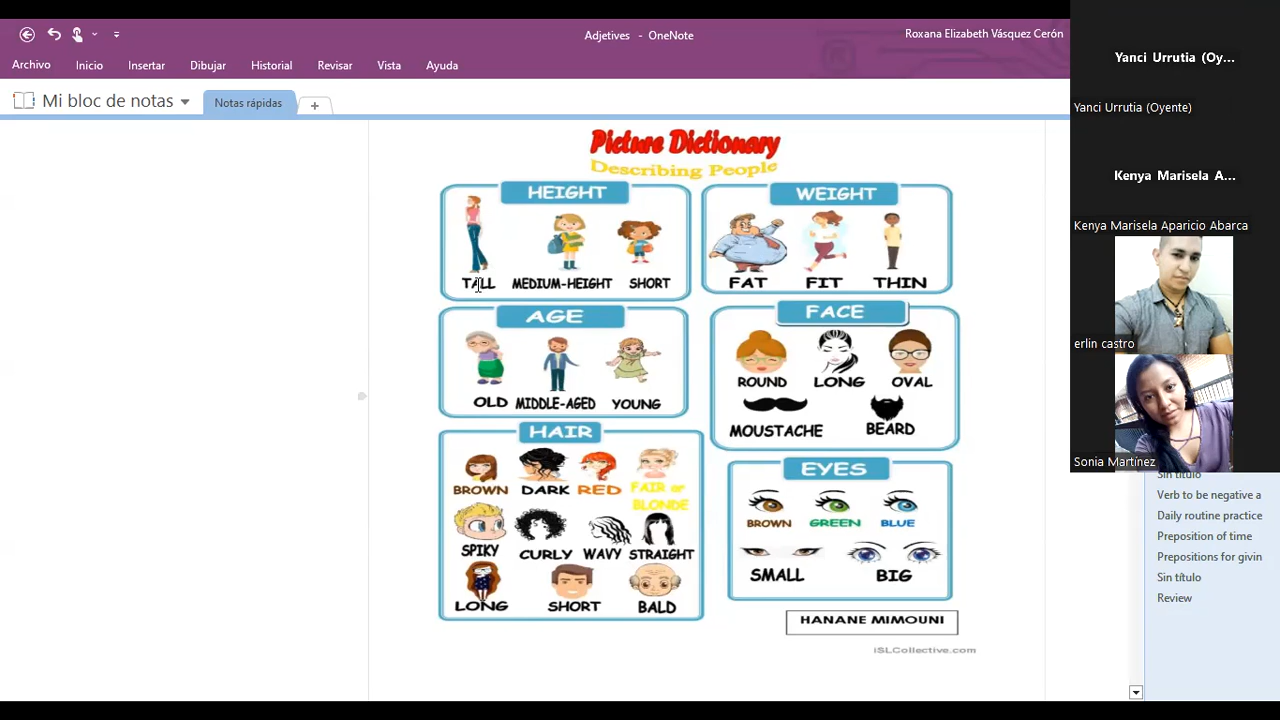 Adjetives - OneNote
Roxana Elizabeth Vásquez Cerón
Archivo Inicio Insertar Dibujar Historial Revisar Vista Ayuda
Mi bloc de notas
Notas rápidas
Picture Dictionary
Describing People
HEIGHT
TALL MEDIUM-HEIGHT SHORT
WEIGHT
FAT FIT THIN
AGE
OLD MIDDLE-AGED YOUNG
FACE
ROUND LONG OVAL
MOUSTACHE BEARD
HAIR
BROWN DARK RED FAIR or
BLONDE
SPIKY CURLY WAVY STRAIGHT
LONG SHORT BALD
EYES
BROWN GREEN BLUE
SMALL BIG
HANANE MIMOUNI
iSLCollective.com
Yanci Urrutia (Oy...
Yanci Urrutia (Oyente)
Kenya Marisela A...
Kenya Marisela Aparicio Abarca
erlin castro
Sonia Martínez
Sin título
Verb to be negative a
Daily routine practice
Preposition of time
Prepositions for givin
Sin título
Review